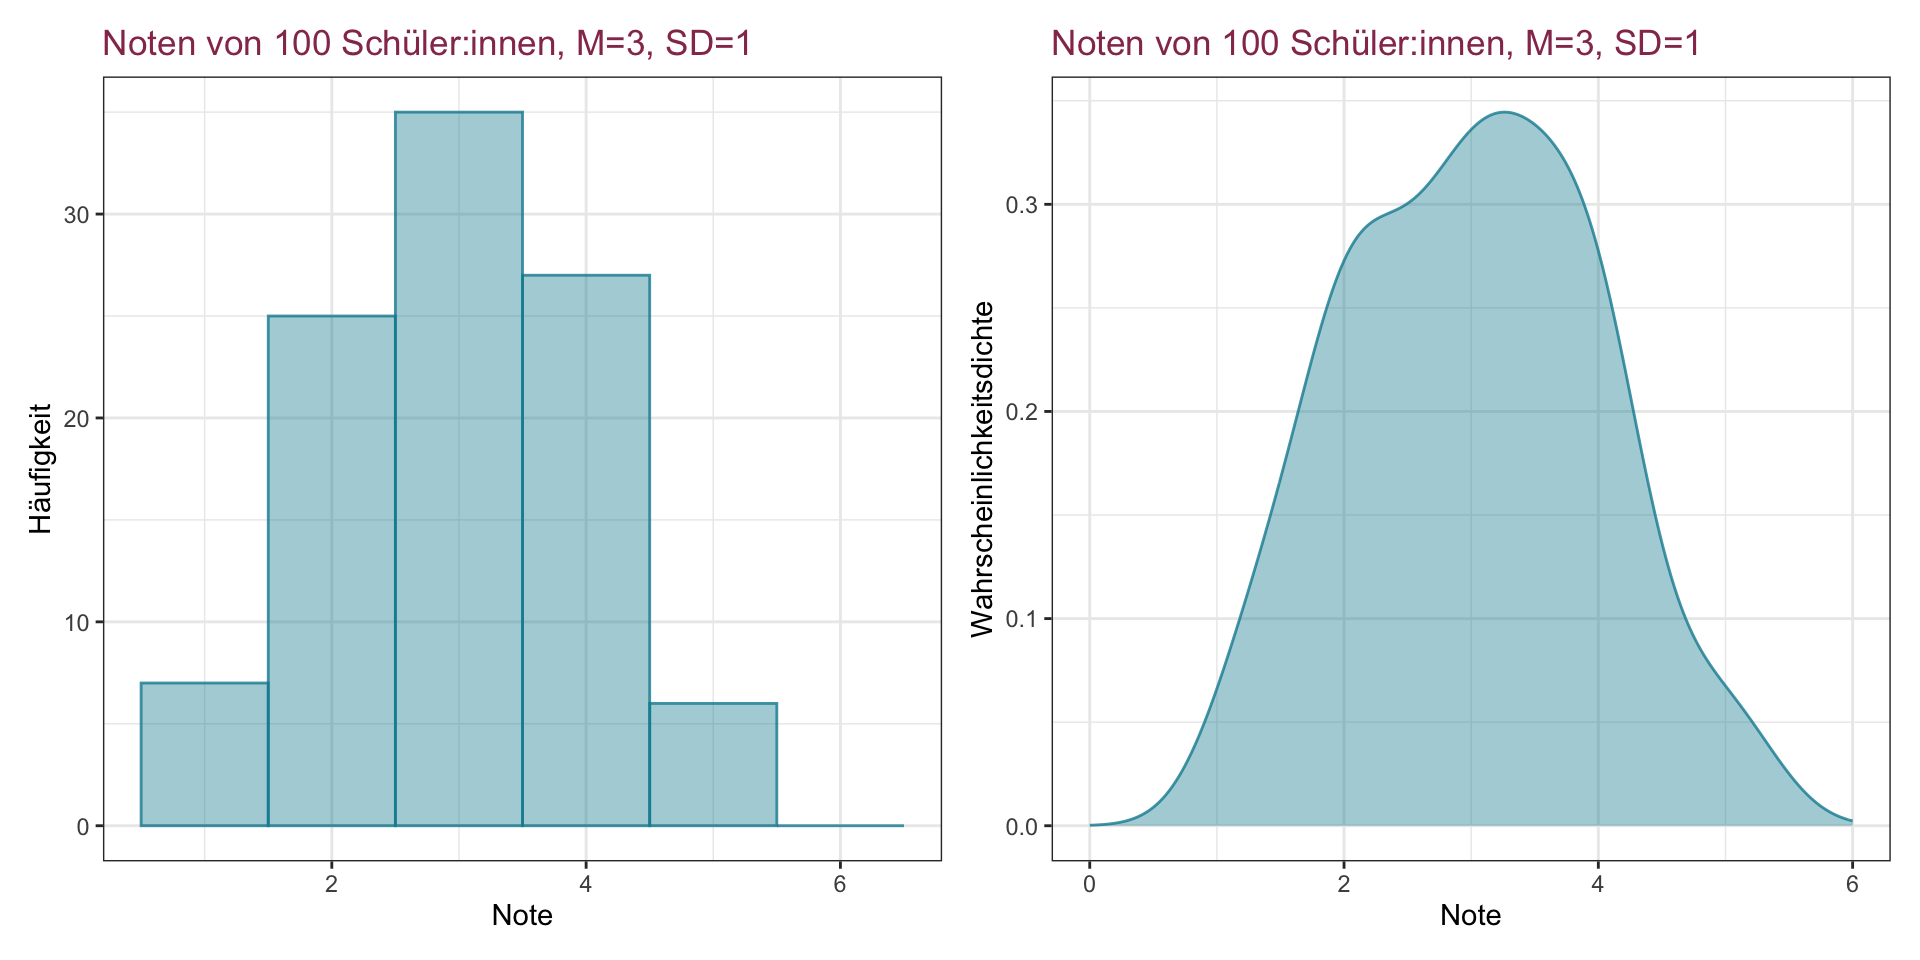 Noten von 100 Schüler:innen, M=3, SD=1
Häufigkeit
30
20
10
0
2 4 6
Note
Noten von 100 Schüler:innen, M=3, SD=1
Wahrscheinlichkeitsdichte
0.3
0.2
0.1
0.0
0 2 4 6
Note